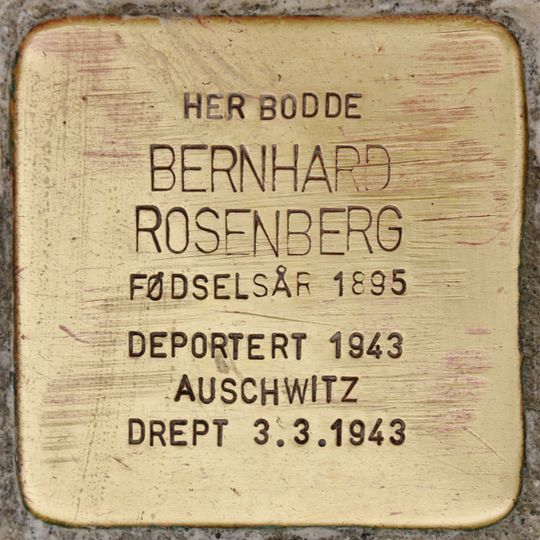 HER BODDE
BERNHARD
ROSENBERG
FØDSELSÅR 1895
DEPORTERT 1943
AUSCHWITZ
DREPT 3.3.1943